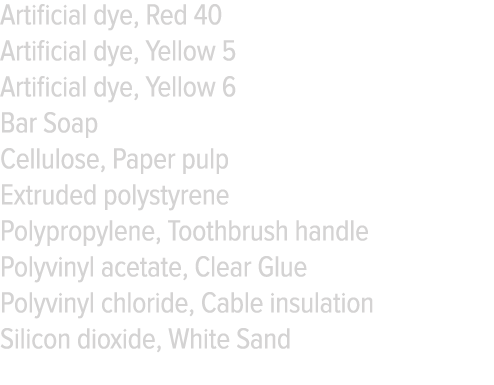 Artificial dye, Red 40
Artificial dye, Yellow 5
Artificial dye, Yellow 6
Bar Soap
Cellulose, Paper pulp
Extruded polystyrene
Polypropylene, Toothbrush handle
Polyvinyl acetate, Clear Glue
Polyvinyl chloride, Cable insulation
Silicon dioxide, White Sand